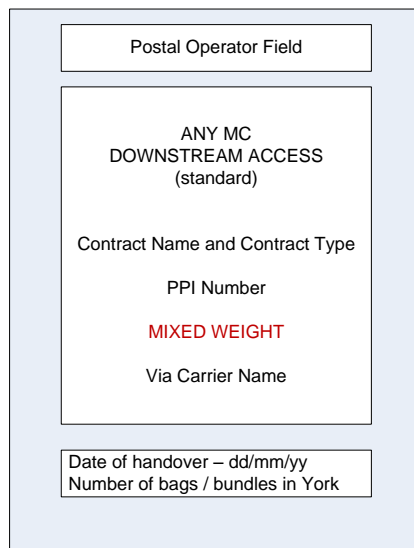 Postal Operator Field
ANY MC
DOWNSTREAM ACCESS
(standard)
Contract Name and Contract Type
PPI Number
MIXED WEIGHT
Via Carrier Name
Date of handover – dd/mm/yy
Number of bags / bundles in York